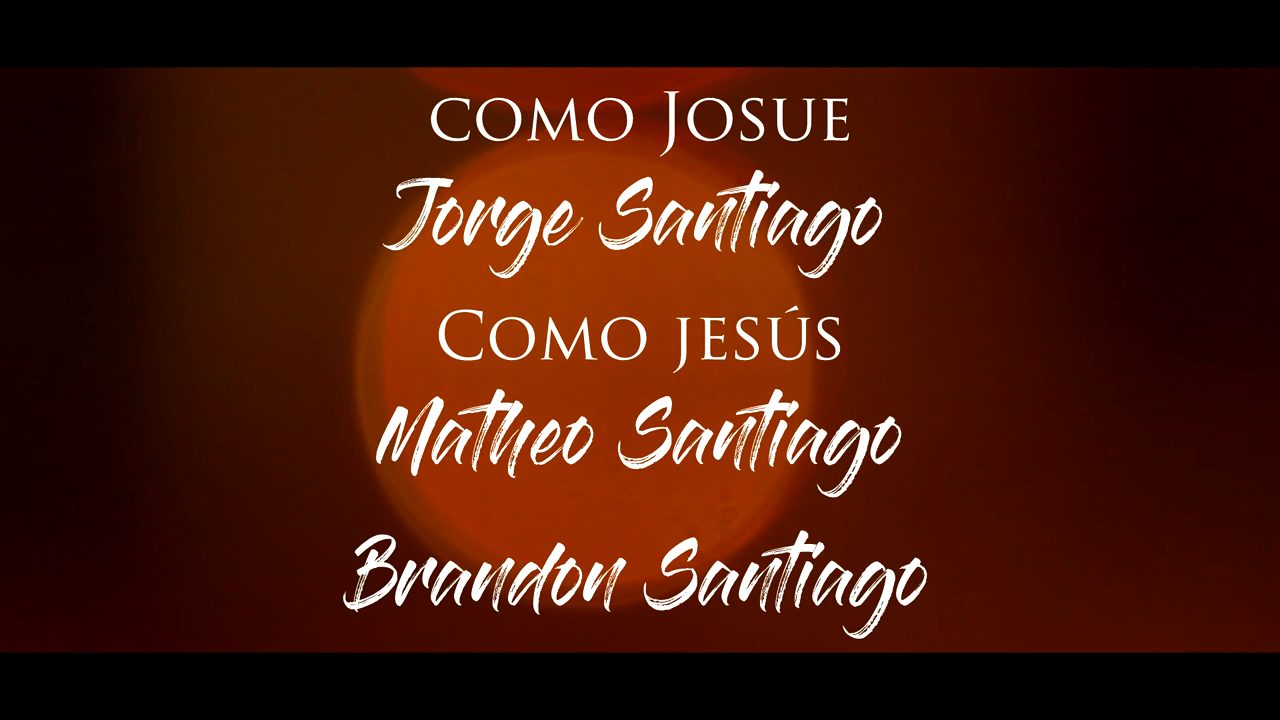 como Josue
Jorge Santiago
Como jesús
Matheo Santiago
Brandon Santiago